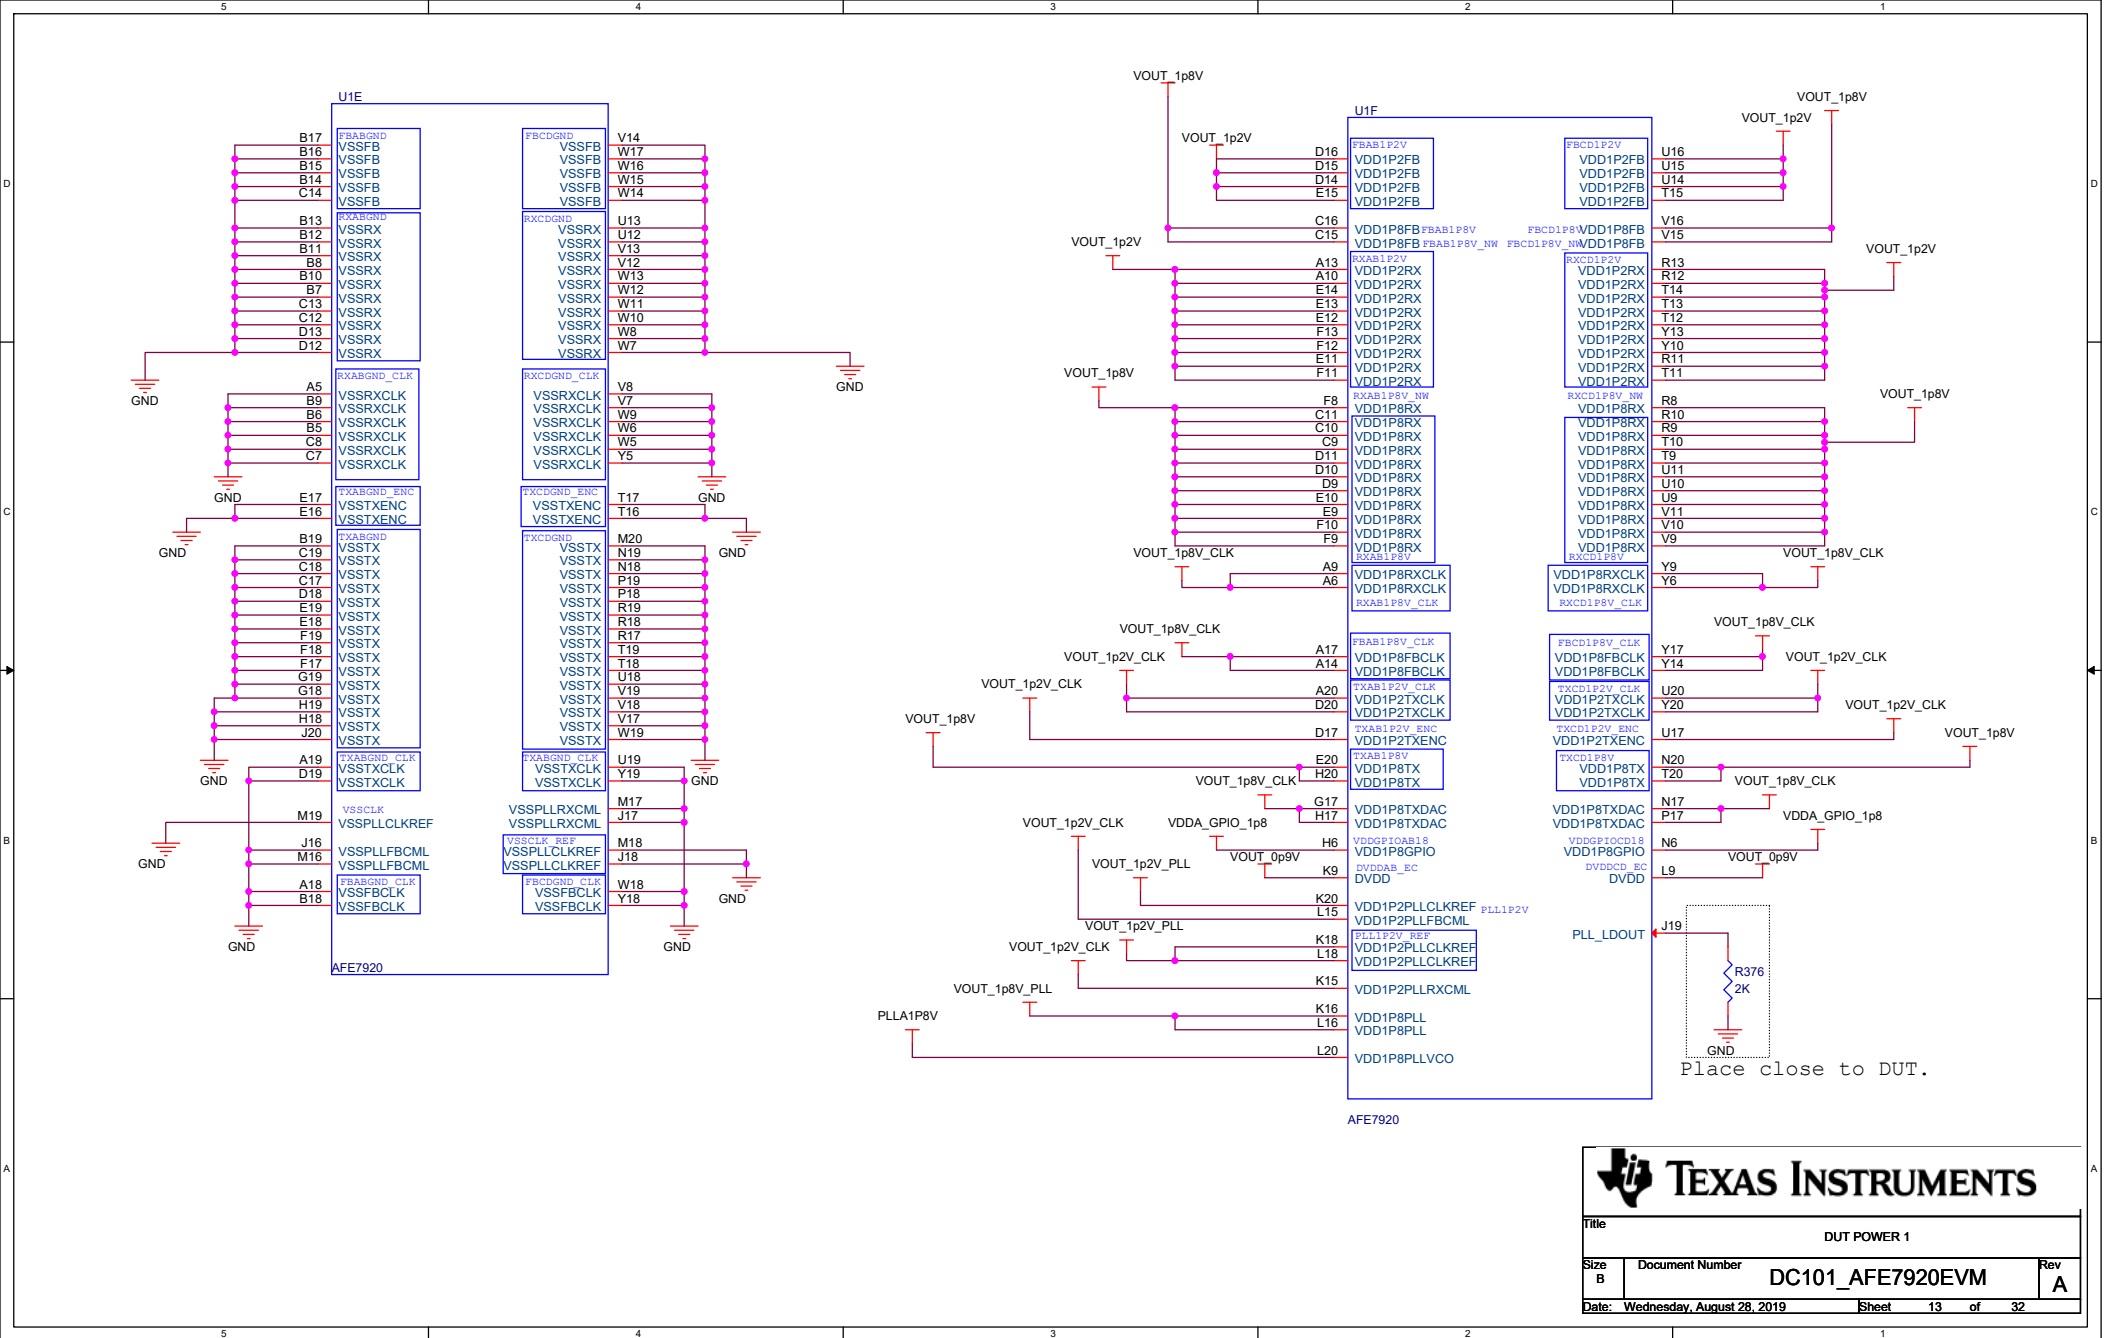 5 4 3 2 1
D
C
B
A
U1E
FBABGND
B17 VSSFB
B16 VSSFB
B15 VSSFB
B14 VSSFB
C14 VSSFB
RXABGND
B13 VSSRX
B12 VSSRX
B11 VSSRX
B8 VSSRX
B10 VSSRX
B7 VSSRX
C13 VSSRX
C12 VSSRX
D13 VSSRX
D12 VSSRX
GND
RXABGND_CLK
A5 VSSRXCLK
B9 VSSRXCLK
B6 VSSRXCLK
B5 VSSRXCLK
C8 VSSRXCLK
C7 VSSRXCLK
GND
TXABGND_ENC
E17 VSSTXENC
E16 VSSTXENC
GND
TXABGND
B19 VSSTX
C19 VSSTX
C18 VSSTX
C17 VSSTX
D18 VSSTX
E19 VSSTX
E18 VSSTX
F19 VSSTX
F18 VSSTX
F17 VSSTX
G19 VSSTX
G18 VSSTX
H19 VSSTX
H18 VSSTX
J20 VSSTX
GND
TXABGND_CLK
A19 VSSTXCLK
D19 VSSTXCLK
VSSCLK
M19 VSSPLLCLKREF
GND
J16 VSSPLLFBCML
M16 VSSPLLFBCML
FBABGND_CLK
A18 VSSFBCLK
B18 VSSFBCLK
GND
AFE7920
FBCDGND
VSSFB V14
VSSFB W17
VSSFB W16
VSSFB W15
VSSFB W14
RXCDGND
VSSRX U13
VSSRX U12
VSSRX V13
VSSRX V12
VSSRX W13
VSSRX W12
VSSRX W11
VSSRX W10
VSSRX W8
VSSRX W7
GND
RXCDGND_CLK
VSSRXCLK V8
VSSRXCLK V7
VSSRXCLK W9
VSSRXCLK W6
VSSRXCLK W5
VSSRXCLK Y5
GND
TXCDGND_ENC
VSSTXENC T17
VSSTXENC T16
GND
TXCDGND
VSSTX M20
VSSTX N19
VSSTX N18
VSSTX P19
VSSTX P18
VSSTX R19
VSSTX R18
VSSTX R17
VSSTX T19
VSSTX T18
VSSTX U18
VSSTX V19
VSSTX V18
VSSTX V17
VSSTX W19
GND
TXABGND_CLK
VSSTXCLK U19
VSSTXCLK Y19
VSSPLLRXCML M17
VSSPLLRXCML J17
VSSCLK_REF
VSSPLLCLKREF M18
VSSPLLCLKREF J18
GND
FBCDGND_CLK
VSSFBCLK W18
VSSFBCLK Y18
GND
U1F
VOUT_1p8V
VOUT_1p2V
FBAB1P2V
D16 VDD1P2FB
D15 VDD1P2FB
D14 VDD1P2FB
E15 VDD1P2FB
C16 VDD1P8FB FBAB1P8V
C15 VDD1P8FB FBAB1P8V_NW
VOUT_1p2V
RXAB1P2V
A13 VDD1P2RX
A10 VDD1P2RX
E14 VDD1P2RX
E13 VDD1P2RX
E12 VDD1P2RX
F13 VDD1P2RX
F12 VDD1P2RX
E11 VDD1P2RX
F11 VDD1P2RX
VOUT_1p8V
RXAB1P8V_NW
F8 VDD1P8RX
C11 VDD1P8RX
C10 VDD1P8RX
C9 VDD1P8RX
D11 VDD1P8RX
D10 VDD1P8RX
D9 VDD1P8RX
E10 VDD1P8RX
E9 VDD1P8RX
F10 VDD1P8RX
F9 VDD1P8RX
RXAB1P8V
VOUT_1p8V_CLK
A9 VDD1P8RXCLK
A6 VDD1P8RXCLK
RXAB1P8V_CLK
VOUT_1p8V_CLK
FBAB1P8V_CLK
A17 VDD1P8FBCLK
A14 VDD1P8FBCLK
VOUT_1p2V_CLK
TXAB1P2V_CLK
A20 VDD1P2TXCLK
D20 VDD1P2TXCLK
VOUT_1p2V_CLK
TXAB1P2V_ENC
D17 VDD1P2TXENC
VOUT_1p8V
TXAB1P8V
E20 VDD1P8TX
H20 VDD1P8TX
VOUT_1p8V_CLK
G17 VDD1P8TXDAC
H17 VDD1P8TXDAC
VDDA_GPIO_1p8
VDDGPIOAB18
H6 VDD1P8GPIO
VOUT_0p9V
DVDDAB_EC
K9 DVDD
VOUT_1p2V_CLK
VOUT_1p2V_PLL
K20 VDD1P2PLLCLKREF PLL1P2V
L15 VDD1P2PLLFBCML
VOUT_1p2V_PLL
PLL1P2V_REF
K18 VDD1P2PLLCLKREF
L18 VDD1P2PLLCLKREF
VOUT_1p2V_CLK
K15 VDD1P2PLLRXCML
VOUT_1p8V_PLL
K16 VDD1P8PLL
L16 VDD1P8PLL
PLLA1P8V
L20 VDD1P8PLLVCO
AFE7920
VOUT_1p8V
VOUT_1p2V
FBCD1P2V
VDD1P2FB U16
VDD1P2FB U15
VDD1P2FB U14
VDD1P2FB T15
FBCD1P8V VDD1P8FB V16
FBCD1P8V_NW VDD1P8FB V15
VOUT_1p2V
RXCD1P2V
VDD1P2RX R13
VDD1P2RX R12
VDD1P2RX T14
VDD1P2RX T13
VDD1P2RX T12
VDD1P2RX Y13
VDD1P2RX Y10
VDD1P2RX R11
VDD1P2RX T11
VOUT_1p8V
RXCD1P8V_NW
VDD1P8RX R8
VDD1P8RX R10
VDD1P8RX R9
VDD1P8RX T10
VDD1P8RX T9
VDD1P8RX U11
VDD1P8RX U10
VDD1P8RX U9
VDD1P8RX V11
VDD1P8RX V10
VDD1P8RX V9
RXCD1P8V
VOUT_1p8V_CLK
VDD1P8RXCLK Y9
VDD1P8RXCLK Y6
RXCD1P8V_CLK
VOUT_1p8V_CLK
FBCD1P8V_CLK
VDD1P8FBCLK Y17
VDD1P8FBCLK Y14
VOUT_1p2V_CLK
TXCD1P2V_CLK
VDD1P2TXCLK U20
VDD1P2TXCLK Y20
VOUT_1p2V_CLK
TXCD1P2V_ENC
VDD1P2TXENC U17
VOUT_1p8V
TXCD1P8V
VDD1P8TX N20
VDD1P8TX T20
VOUT_1p8V_CLK
VDD1P8TXDAC N17
VDD1P8TXDAC P17
VDDA_GPIO_1p8
VDDGPIOCD18
VDD1P8GPIO N6
VOUT_0p9V
DVDDCD_EC
DVDD L9
PLL_LDOUT J19
R376
2K
GND
Place close to DUT.
TEXAS INSTRUMENTS
Title
DUT POWER 1
Size
B
Document Number
DC101_AFE7920EVM
Rev
A
Date: Wednesday, August 28, 2019
Sheet 13 of 32
D
C
B
A
5 4 3 2 1